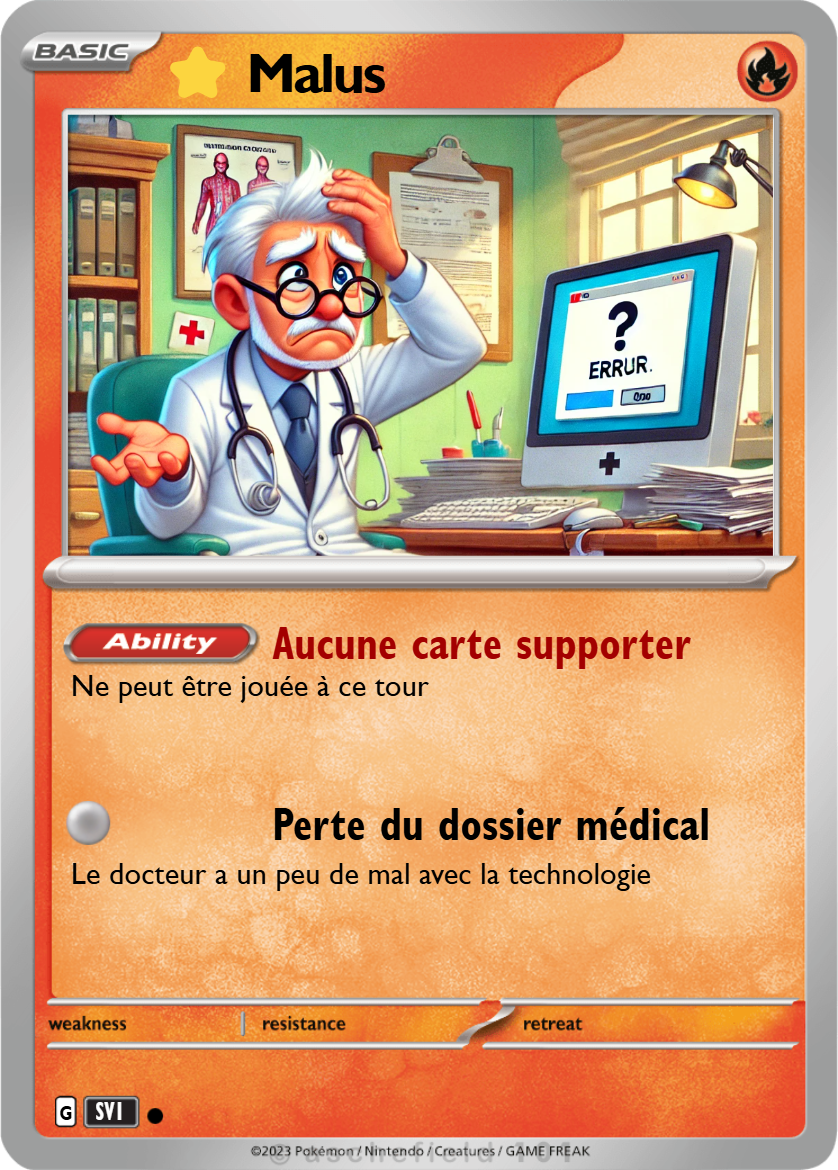 BASIC
Malus
?
ERRUR.
Ability
Aucune carte supporter
Ne peut être jouée à ce tour
Perte du dossier médical
Le docteur a un peu de mal avec la technologie
weakness
resistance
retreat
G SVI
©2023 Pokémon / Nintendo / Creatures / GAME FREAK